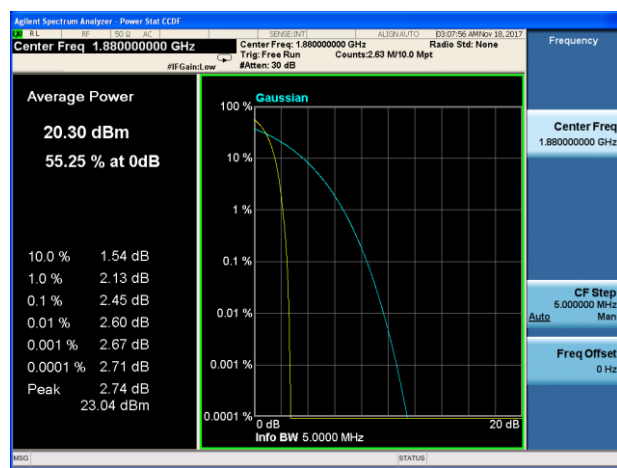 Agilent Spectrum Analyzer - Power Stat CCDF
RL RF 50 Ω AC SENSE:INT ALIGNAUTO 03:07:56 AMNov 18, 2017
Center Freq 1.880000000 GHz
Center Freq: 1.880000000 GHz Radio Std: None
Trig: Free Run Counts:2.63 M/10.0 Mpt
#IFGain:Low #Atten: 30 dB
Frequency
Average Power
20.30 dBm
55.25 % at 0dB
10.0 % 1.54 dB
1.0 % 2.13 dB
0.1 % 2.45 dB
0.01 % 2.60 dB
0.001 % 2.67 dB
0.0001 % 2.71 dB
Peak 2.74 dB
23.04 dBm
Gaussian
100 %
10 %
1 %
0.1 %
0.01 %
0.001 %
0.0001 %
0 dB 20 dB
Info BW 5.0000 MHz
Center Freq
1.880000000 GHz
CF Step
5.000000 MHz
Auto Man
Freq Offset
0 Hz
MSG STATUS